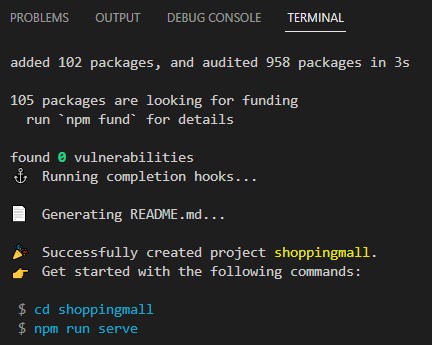 PROBLEMS OUTPUT DEBUG CONSOLE TERMINAL
added 102 packages, and audited 958 packages in 3s
105 packages are looking for funding
  run `npm fund` for details
found 0 vulnerabilities
⚓ Running completion hooks...
📄 Generating README.md...
🎉 Successfully created project shoppingmall.
👉 Get started with the following commands:
$ cd shoppingmall
$ npm run serve